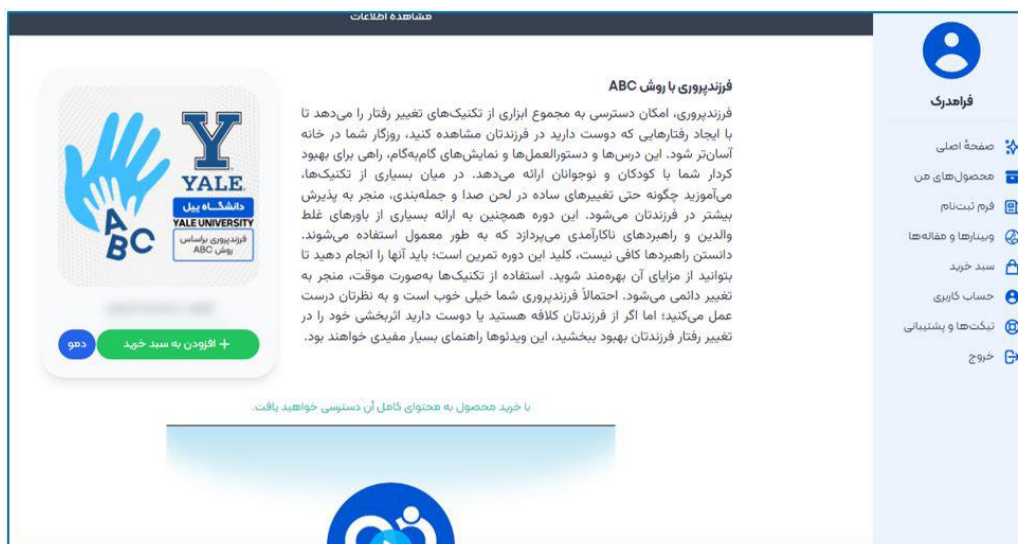 مشاهده اطلاعات
فرامدرک
صفحهٔ اصلی
محصول‌های من
فرم ثبت‌نام
وبینارها و مقاله‌ها
سبد خرید
حساب کاربری
تیکت‌ها و پشتیبانی
خروج
فرزندپروری با روش ABC
فرزندپروری، امکان دسترسی به مجموع ابزاری از تکنیک‌های تغییر رفتار را می‌دهد تا
با ایجاد رفتارهایی که دوست دارید در فرزندتان مشاهده کنید، روزگار شما در خانه
آسان‌تر شود. این درس‌ها و دستورالعمل‌ها و نمایش‌های گام‌به‌گام، راهی برای بهبود
کردار شما با کودکان و نوجوانان ارائه می‌دهد. در میان بسیاری از تکنیک‌ها،
می‌آموزید چگونه حتی تغییرهای ساده در لحن صدا و جمله‌بندی، منجر به پذیرش
بیشتر در فرزندتان می‌شود. این دوره همچنین به ارائه بسیاری از باورهای غلط
والدین و راهبردهای ناکارآمدی می‌پردازد که به طور معمول استفاده می‌شوند.
دانستن راهبردها کافی نیست، کلید این دوره تمرین است؛ باید آنها را انجام دهید تا
بتوانید از مزایای آن بهره‌مند شوید. استفاده از تکنیک‌ها به‌صورت موقت، منجر به
تغییر دائمی می‌شود. احتمالاً فرزندپروری شما خیلی خوب است و به نظرتان درست
عمل می‌کنید؛ اما اگر از فرزندتان کلافه هستید یا دوست دارید اثربخشی خود را در
تغییر رفتار فرزندتان بهبود ببخشید، این ویدئوها راهنمای بسیار مفیدی خواهند بود.
Y
YALE
YALE.
دانشگاه ییل
YALE UNIVERSITY
فرزندپروری براساس
روش ABC
A
B C
+ افزودن به سبد خرید
دمو
با خرید محصول به محتوای کامل آن دسترسی خواهید یافت.